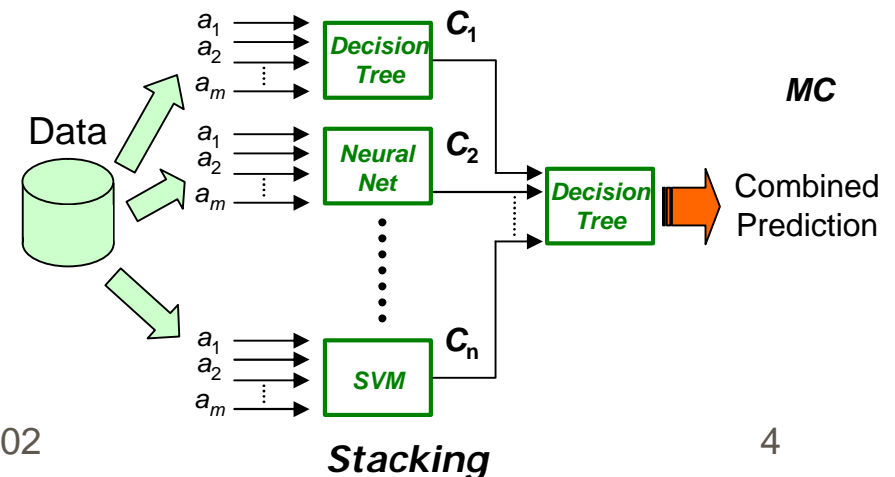 Data
a1
a2
am
Decision
Tree
C1
a1
a2
am
Neural
Net
C2
a1
a2
am
SVM
Cn
Decision
Tree
MC
Combined
Prediction
02
Stacking
4